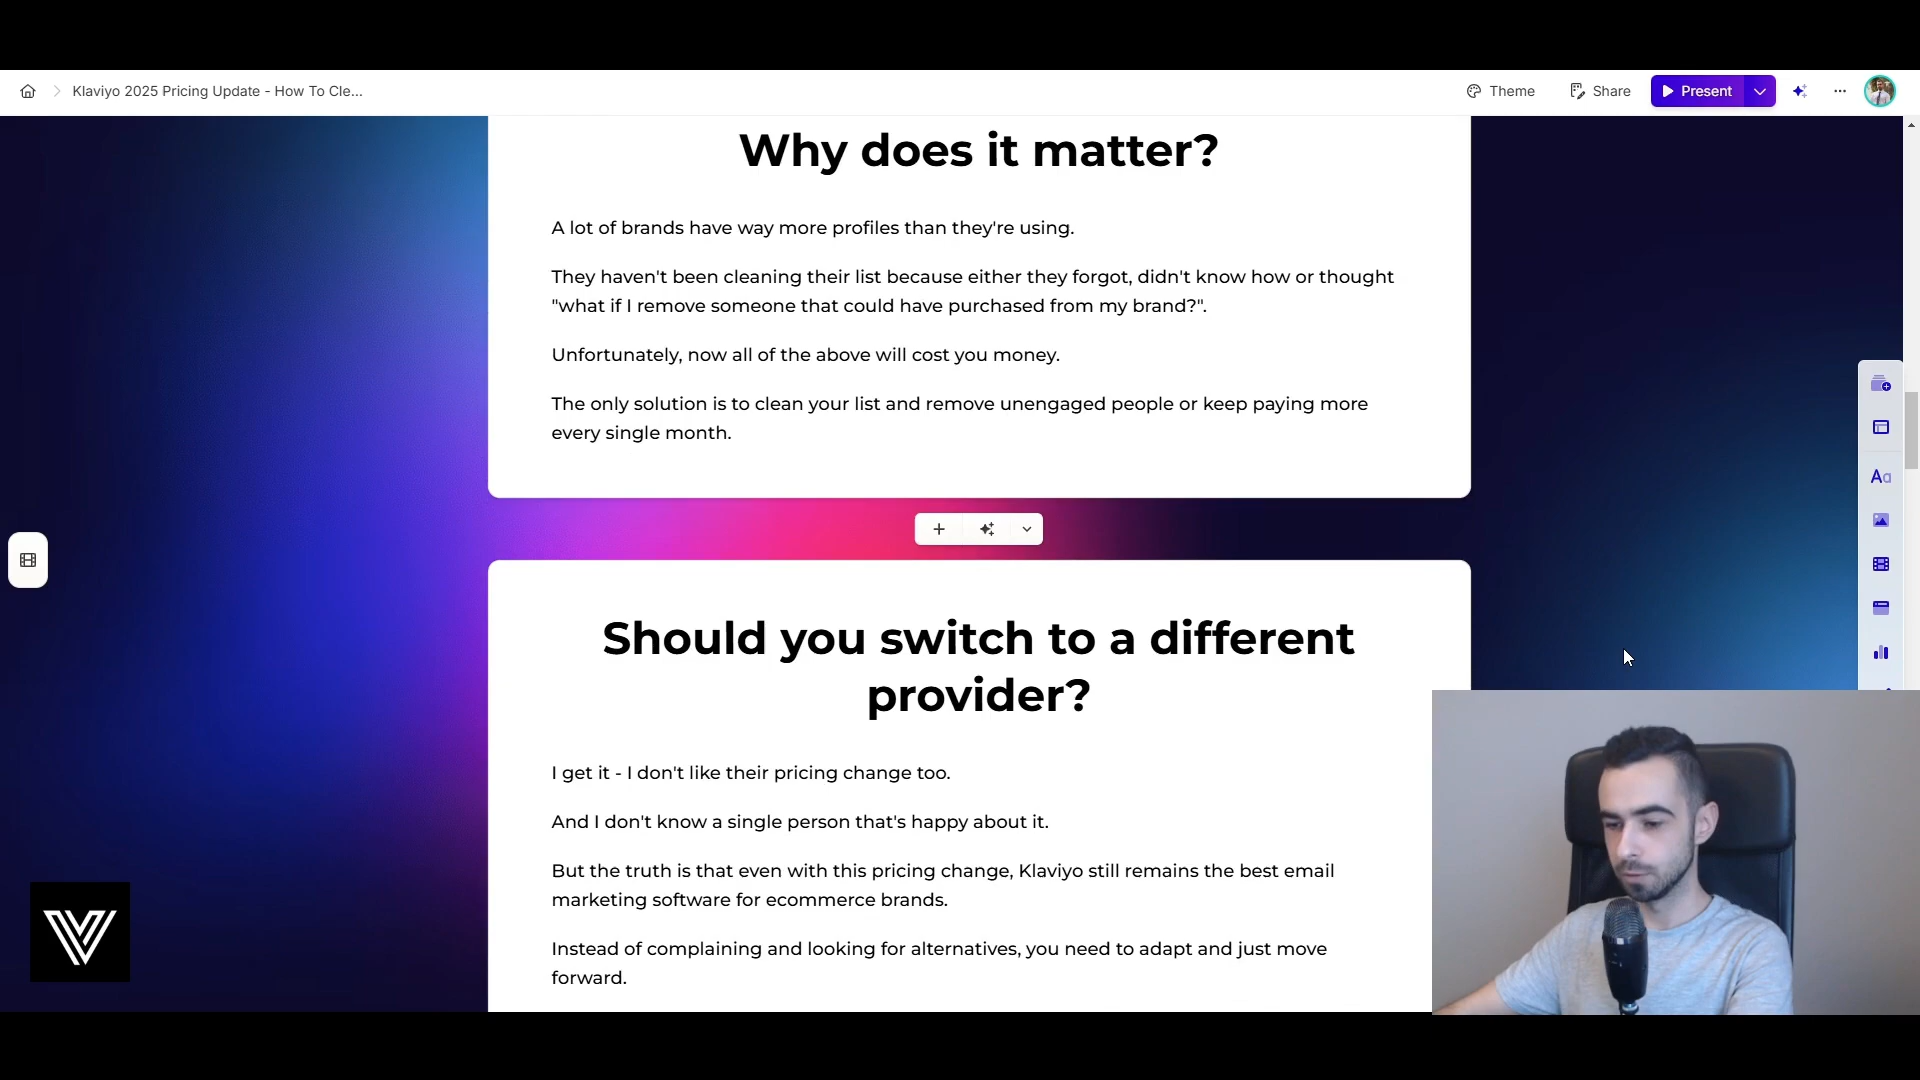 Klaviyo 2025 Pricing Update - How To Cle...
Theme
Share
Present
Why does it matter?
A lot of brands have way more profiles than they're using.
They haven't been cleaning their list because either they forgot, didn't know how or thought
"what if I remove someone that could have purchased from my brand?".
Unfortunately, now all of the above will cost you money.
The only solution is to clean your list and remove unengaged people or keep paying more
every single month.
Aa
Should you switch to a different
provider?
I get it - I don't like their pricing change too.
And I don't know a single person that's happy about it.
But the truth is that even with this pricing change, Klaviyo still remains the best email
marketing software for ecommerce brands.
Instead of complaining and looking for alternatives, you need to adapt and just move
forward.